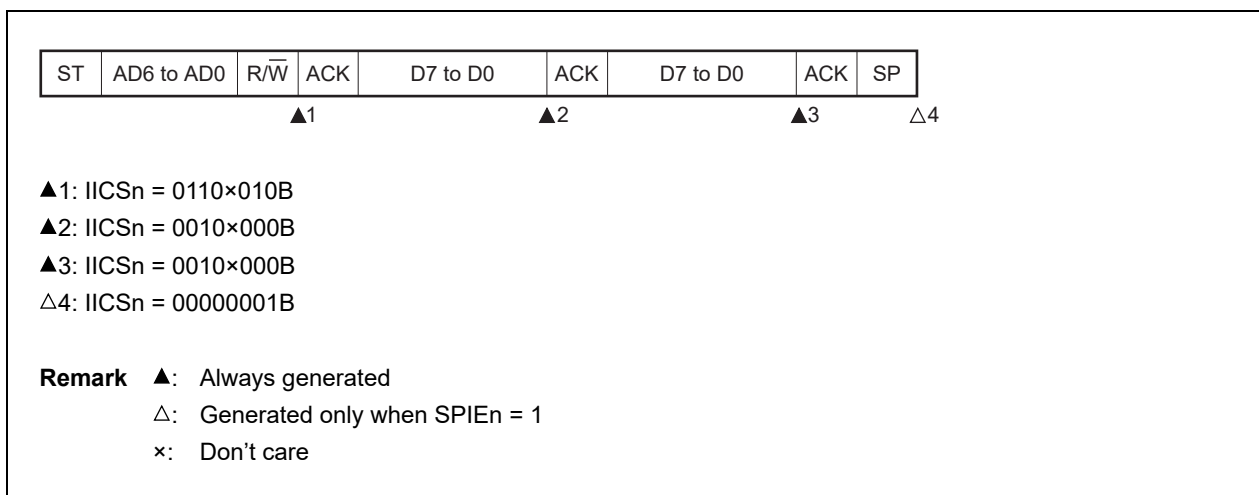 ST AD6 to AD0 R/W̅ ACK D7 to D0 ACK D7 to D0 ACK SP
▲1 ▲2 ▲3 △4
▲1: IICSn = 0110×010B
▲2: IICSn = 0010×000B
▲3: IICSn = 0010×000B
△4: IICSn = 00000001B
Remark ▲: Always generated
△: Generated only when SPIEn = 1
×: Don't care